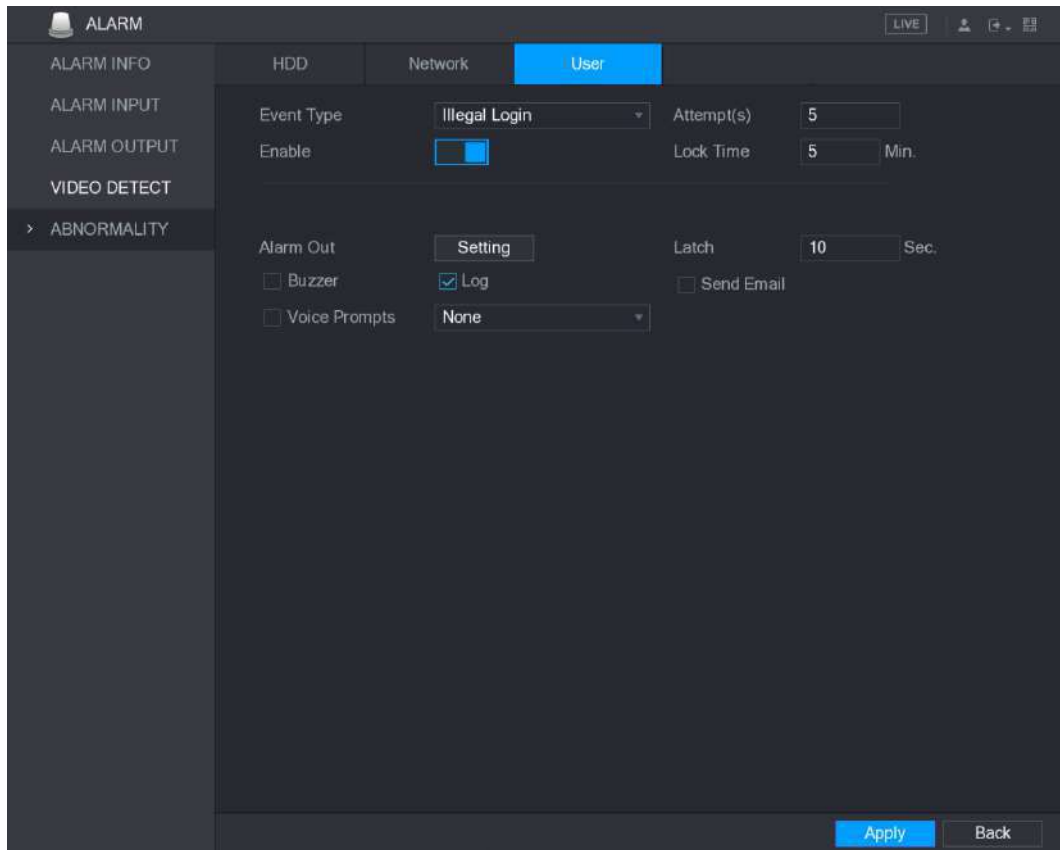 ALARM
LIVE
ALARM INFO
ALARM INPUT
ALARM OUTPUT
VIDEO DETECT
> ABNORMALITY
HDD Network User
Event Type Illegal Login Attempt(s) 5
Enable Lock Time 5 Min.
Alarm Out Setting Latch 10 Sec.
Buzzer Log Send Email
Voice Prompts None
Apply Back